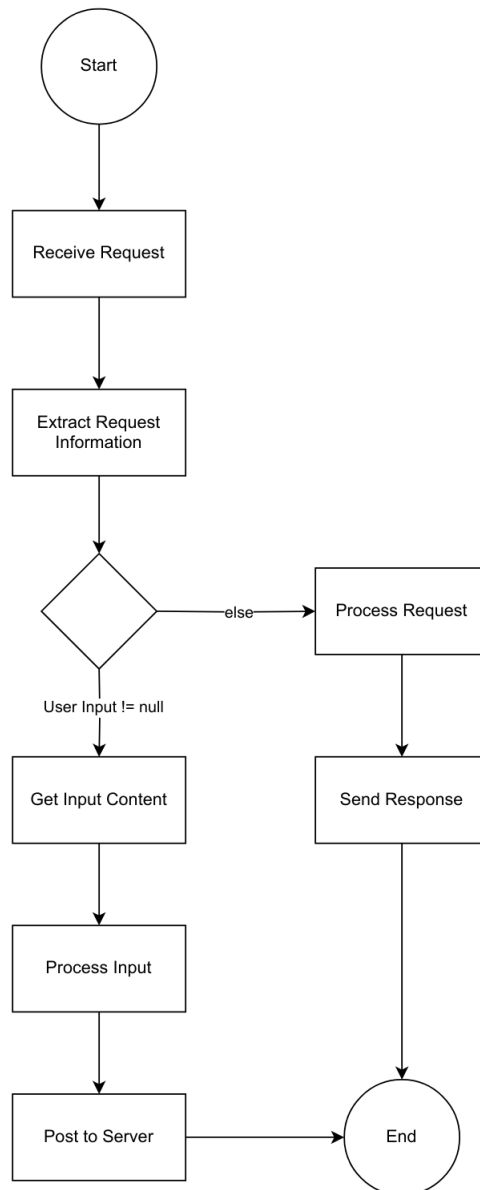 Start
Receive Request
Extract Request
Information
else
Process Request
User Input != null
Get Input Content
Send Response
Process Input
Post to Server
End